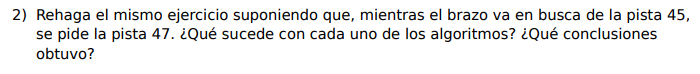 2) Rehaga el mismo ejercicio suponiendo que, mientras el brazo va en busca de la pista 45,
se pide la pista 47. ¿Qué sucede con cada uno de los algoritmos? ¿Qué conclusiones
obtuvo?